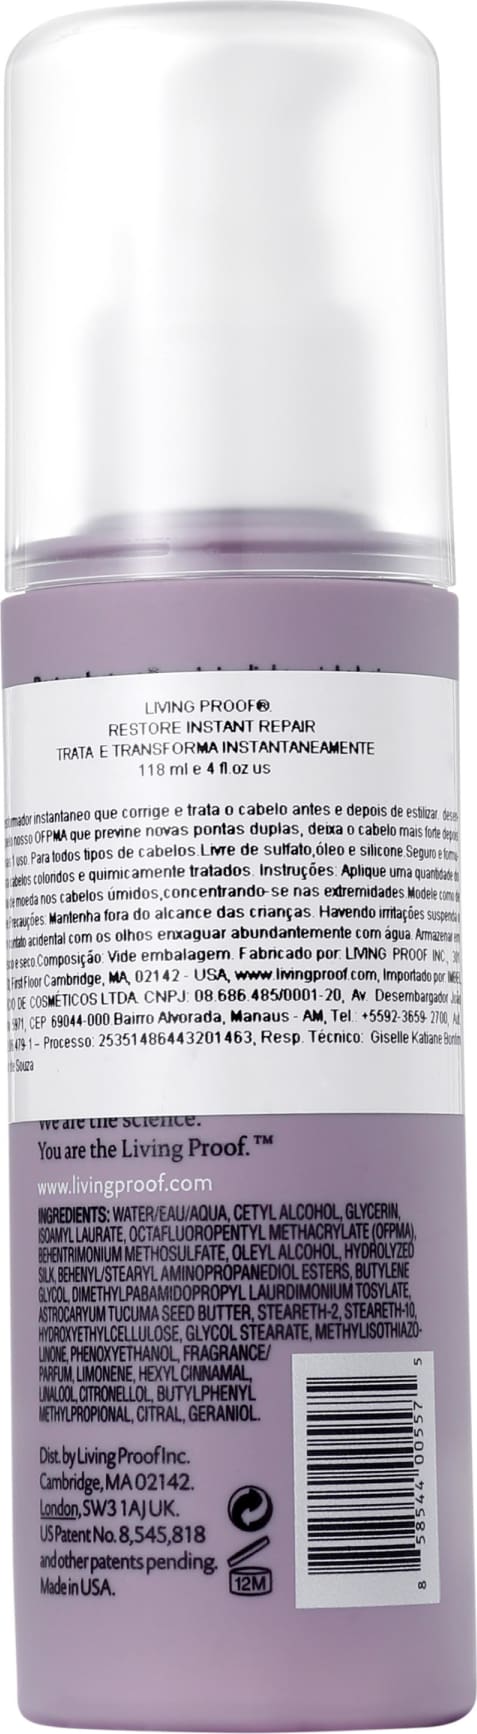 LIVING PROOF®.
RESTORE INSTANT REPAIR
TRATA E TRANSFORMA INSTANTANEAMENTE
118 ml e 4 fl.oz us
instantaneo que corrige e trata o cabelo antes e depois de estilizar,
nosso OFPMA que previne novas pontas duplas, deixa o cabelo mais forte
1 uso. Para todos tipos de cabelos.Livre de sulfato,óleo e silicone.Seguro e
cabelos coloridos e quimicamente tratados. Instruções: Aplique uma quantidade
de moeda nos cabelos úmidos,concentrando-se nas extremidades.Modele como
Precauções: Mantenha fora do alcance das crianças. Havendo irritações
acidental com os olhos enxaguar abundantemente com água. Armazenar
e seco.Composição: Vide embalagem. Fabricado por: LIVING PROOF INC.,
First Floor Cambridge, MA, 02142 - USA, www.livingproof.com, Importado por:
DE COSMÉTICOS LTDA. CNPJ: 08.686.485/0001-20, Av. Desembargador
CEP 69044-000.Bairro Alvorada, Manaus - AM, Tel.: +5592-3659-2700,
- Processo: 25351486443201463, Resp. Técnico: Giselle Katiane
de Souza
We are the science.
You are the Living Proof.™
www.livingproof.com
INGREDIENTS: WATER/EAU/AQUA, CETYL ALCOHOL, GLYCERIN,
ISOAMYL LAURATE, OCTAFLUOROPENTYL METHACRYLATE (OFPMA),
BEHENTRIMONIUM METHOSULFATE, OLEYL ALCOHOL, HYDROLYZED
SILK, BEHENYL/STEARYL AMINOPROPANEDIOL ESTERS, BUTYLENE
GLYCOL, DIMETHYLPABAMIDOPROPYL LAURDIMONIUM TOSYLATE,
ASTROCARYUM TUCUMA SEED BUTTER, STEARETH-2, STEARETH-10,
HYDROXYETHYLCELLULOSE, GLYCOL STEARATE, METHYLISOTHIAZO-
LINONE, PHENOXYETHANOL, FRAGRANCE/
PARFUM, LIMONENE, HEXYL CINNAMAL,
LINALOOL, CITRONELLOL, BUTYLPHENYL
METHYLPROPIONAL, CITRAL, GERANIOL.
Dist. by Living Proof Inc.
Cambridge, MA 02142.
London, SW3 1AJ UK.
US Patent No. 8,545,818
and other patents pending.
Made in USA.
12M
8 58544 00557 5